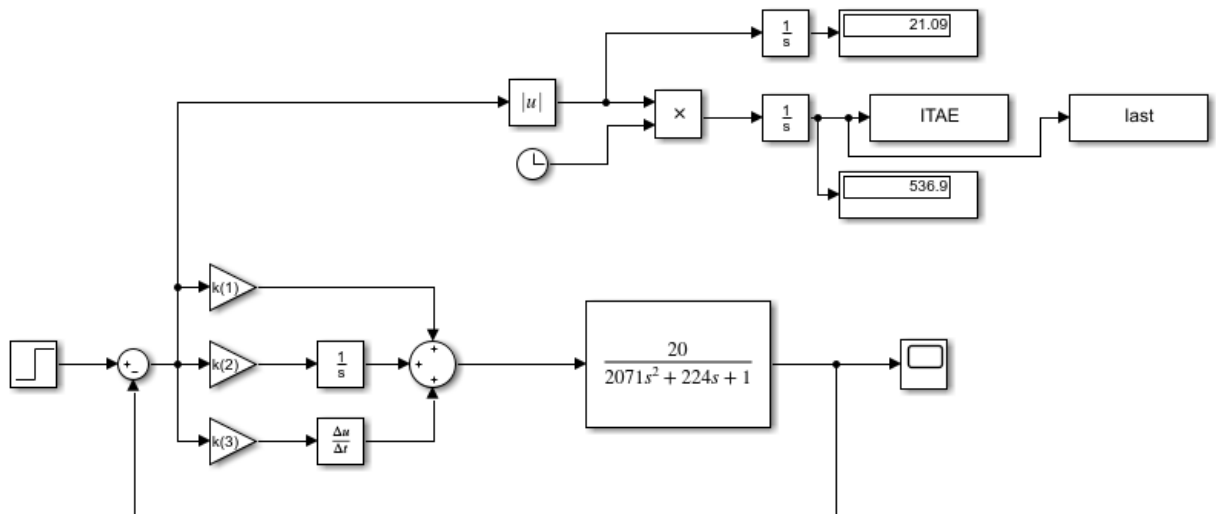 1
s
21.09
|u|
×
1
s
ITAE
last
536.9
k(1)
+
-
k(2)
1
s
+
+
+
20
2071s² + 224s + 1
k(3)
Δu
Δt